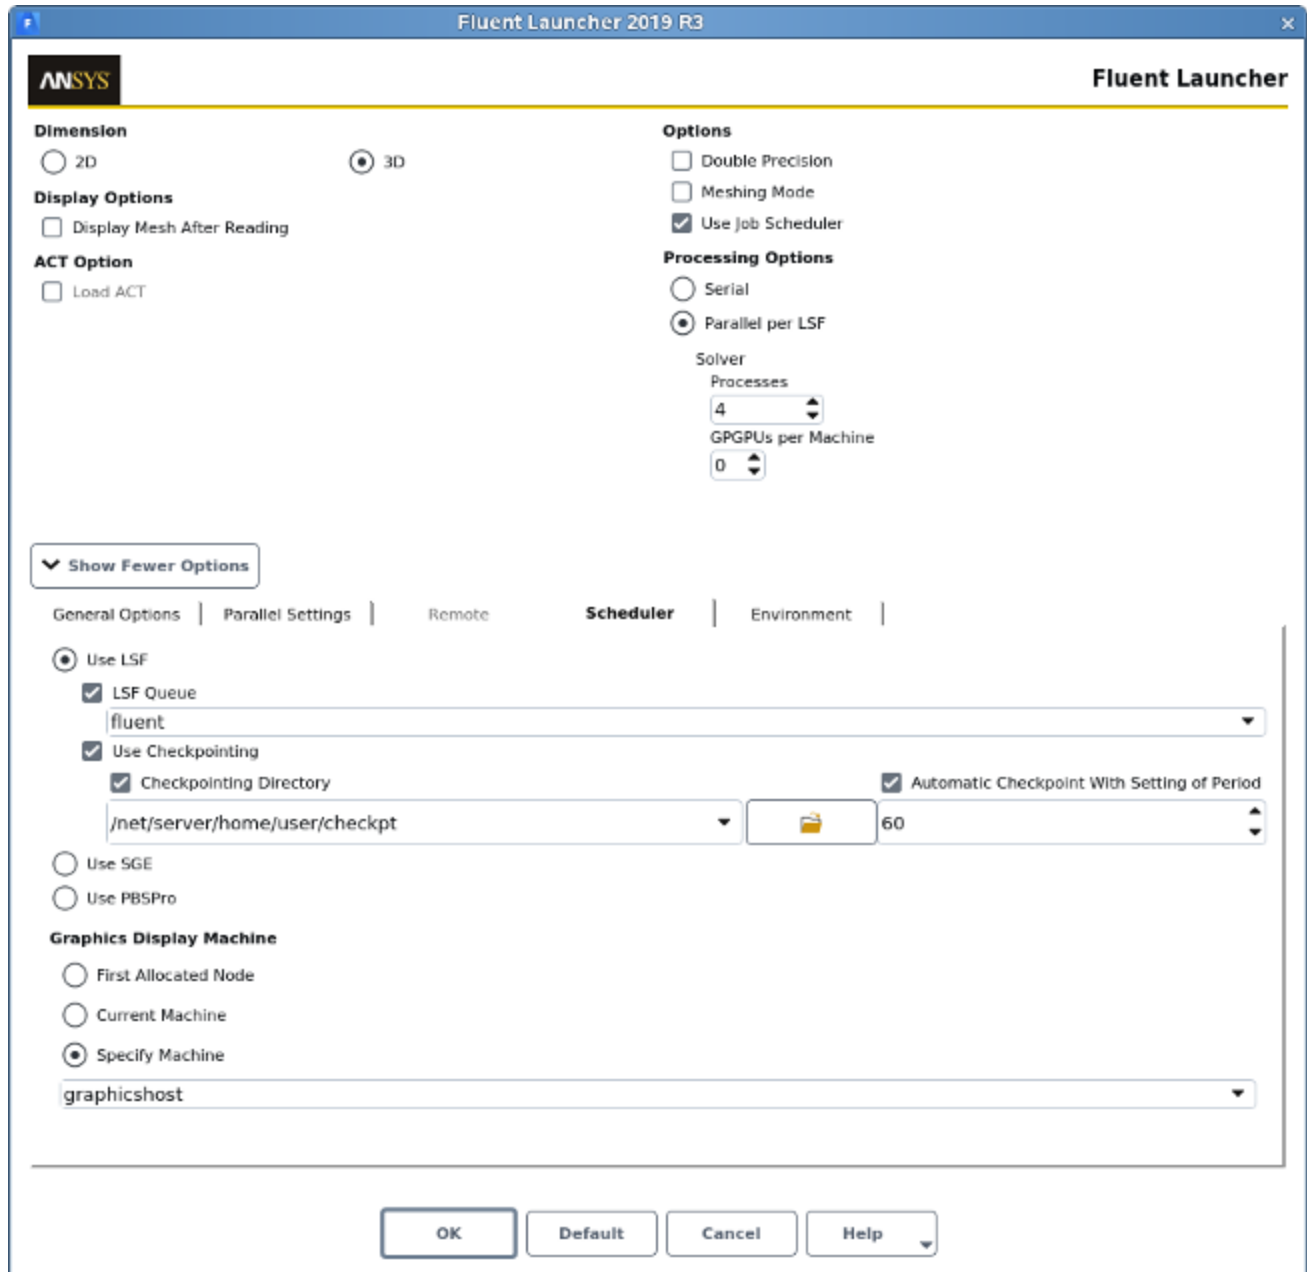 Fluent Launcher 2019 R3
ANSYS
Fluent Launcher
Dimension
2D
3D
Display Options
Display Mesh After Reading
ACT Option
Load ACT
Options
Double Precision
Meshing Mode
Use Job Scheduler
Processing Options
Serial
Parallel per LSF
Solver
Processes
4
GPGPUs per Machine
0
Show Fewer Options
General Options
Parallel Settings
Remote
Scheduler
Environment
Use LSF
LSF Queue
fluent
Use Checkpointing
Checkpointing Directory
Automatic Checkpoint With Setting of Period
/net/server/home/user/checkpt
60
Use SGE
Use PBSPro
Graphics Display Machine
First Allocated Node
Current Machine
Specify Machine
graphicshost
OK
Default
Cancel
Help